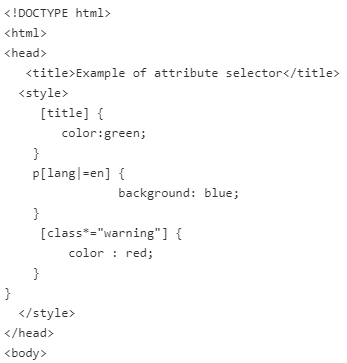 <!DOCTYPE html>
<html>
<head>
<title>Example of attribute selector</title>
<style>
[title] {
color:green;
}
p[lang|=en] {
background: blue;
}
[class*="warning"] {
color : red;
}
}
</style>
</head>
<body>